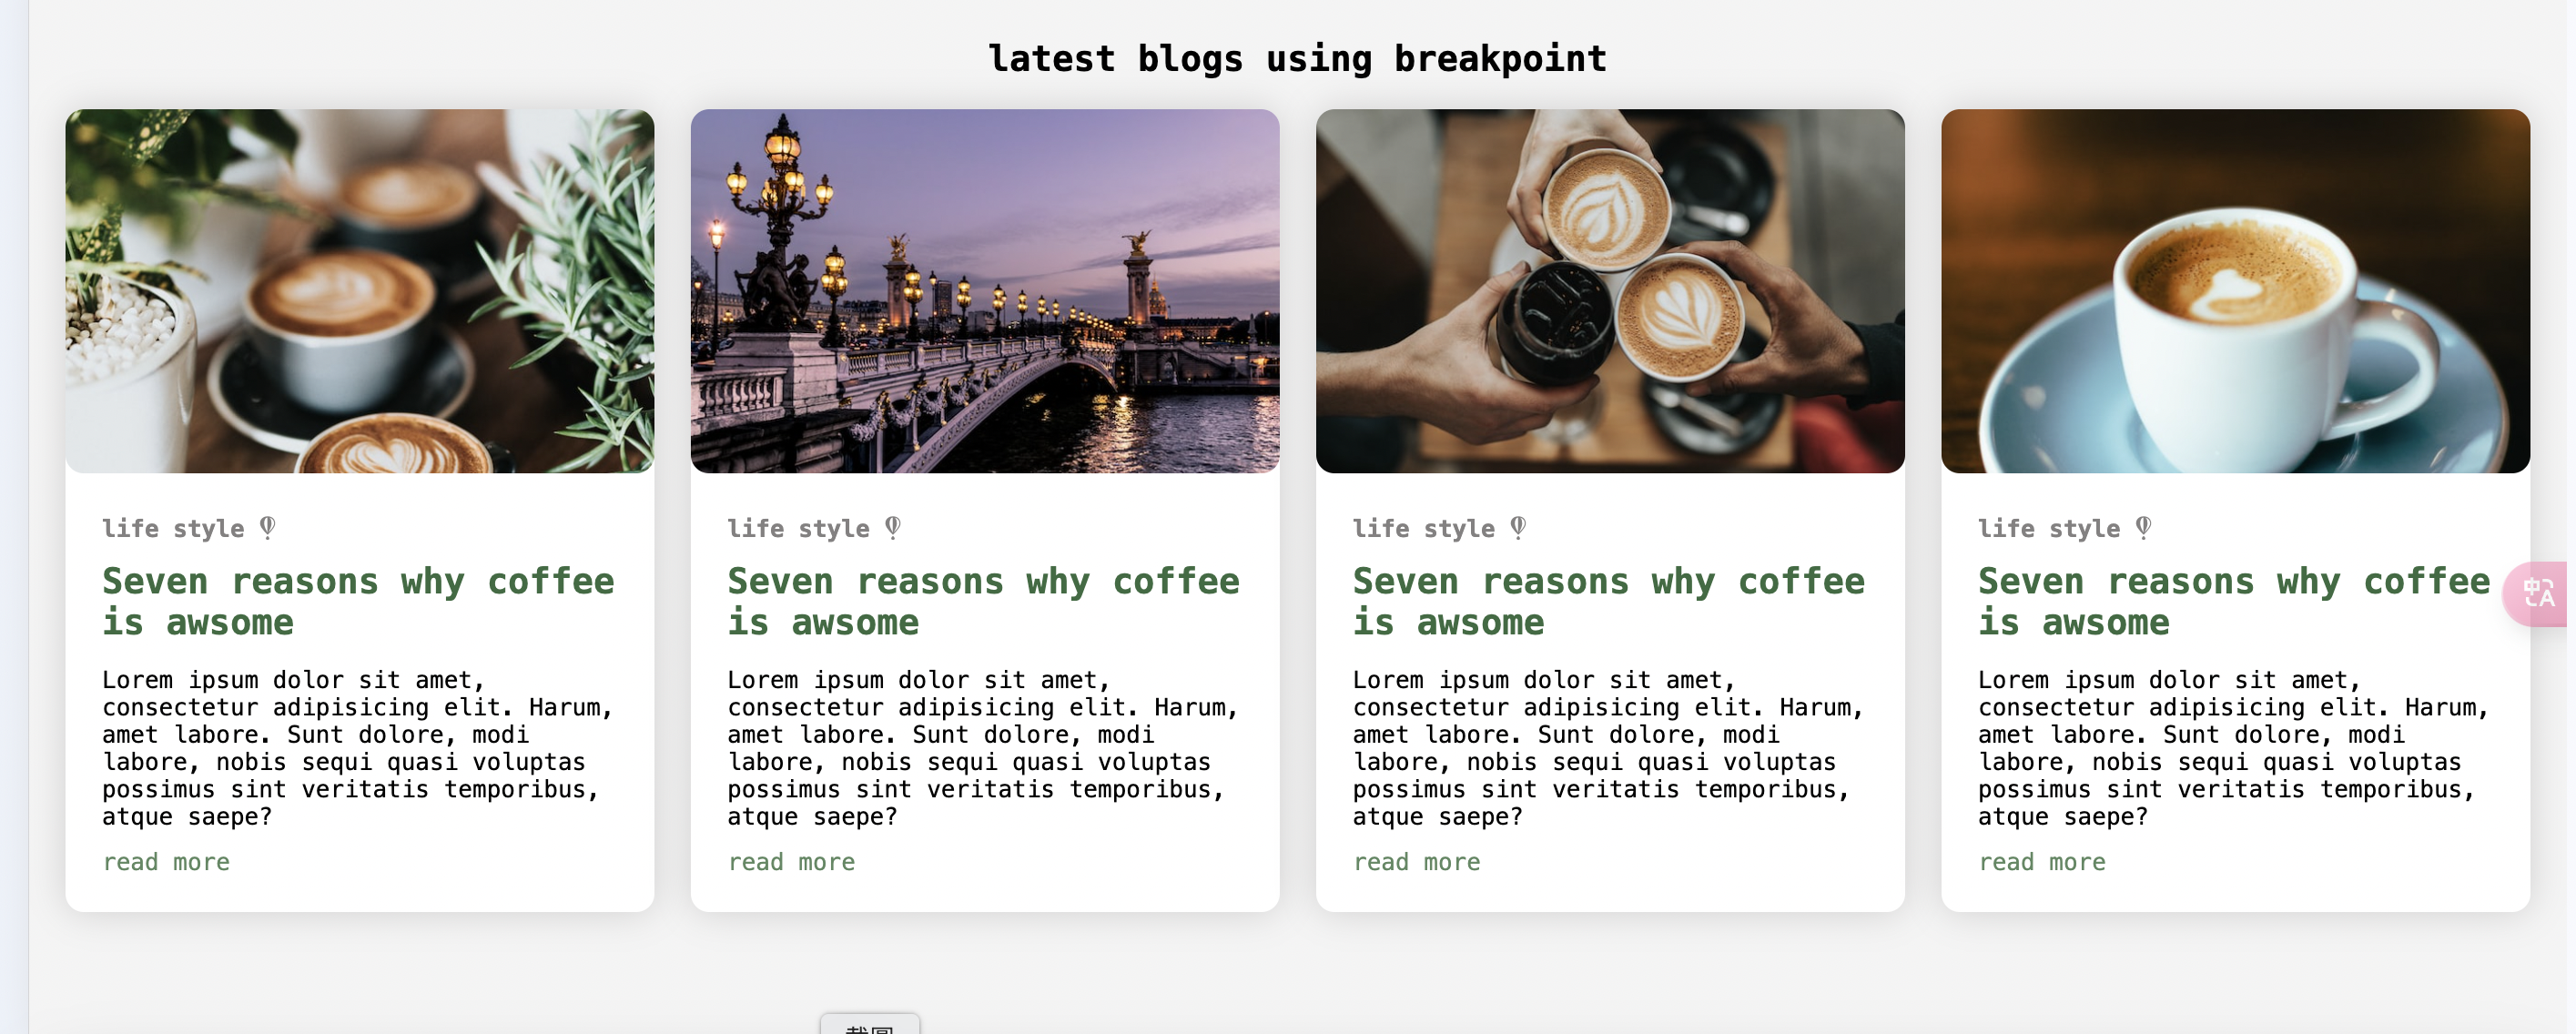 latest blogs using breakpoint
life style
Seven reasons why coffee
is awsome
Lorem ipsum dolor sit amet,
consectetur adipisicing elit. Harum,
amet labore. Sunt dolore, modi
labore, nobis sequi quasi voluptas
possimus sint veritatis temporibus,
atque saepe?
read more
life style
Seven reasons why coffee
is awsome
Lorem ipsum dolor sit amet,
consectetur adipisicing elit. Harum,
amet labore. Sunt dolore, modi
labore, nobis sequi quasi voluptas
possimus sint veritatis temporibus,
atque saepe?
read more
life style
Seven reasons why coffee
is awsome
Lorem ipsum dolor sit amet,
consectetur adipisicing elit. Harum,
amet labore. Sunt dolore, modi
labore, nobis sequi quasi voluptas
possimus sint veritatis temporibus,
atque saepe?
read more
life style
Seven reasons why coffee
is awsome
Lorem ipsum dolor sit amet,
consectetur adipisicing elit. Harum,
amet labore. Sunt dolore, modi
labore, nobis sequi quasi voluptas
possimus sint veritatis temporibus,
atque saepe?
read more
中A